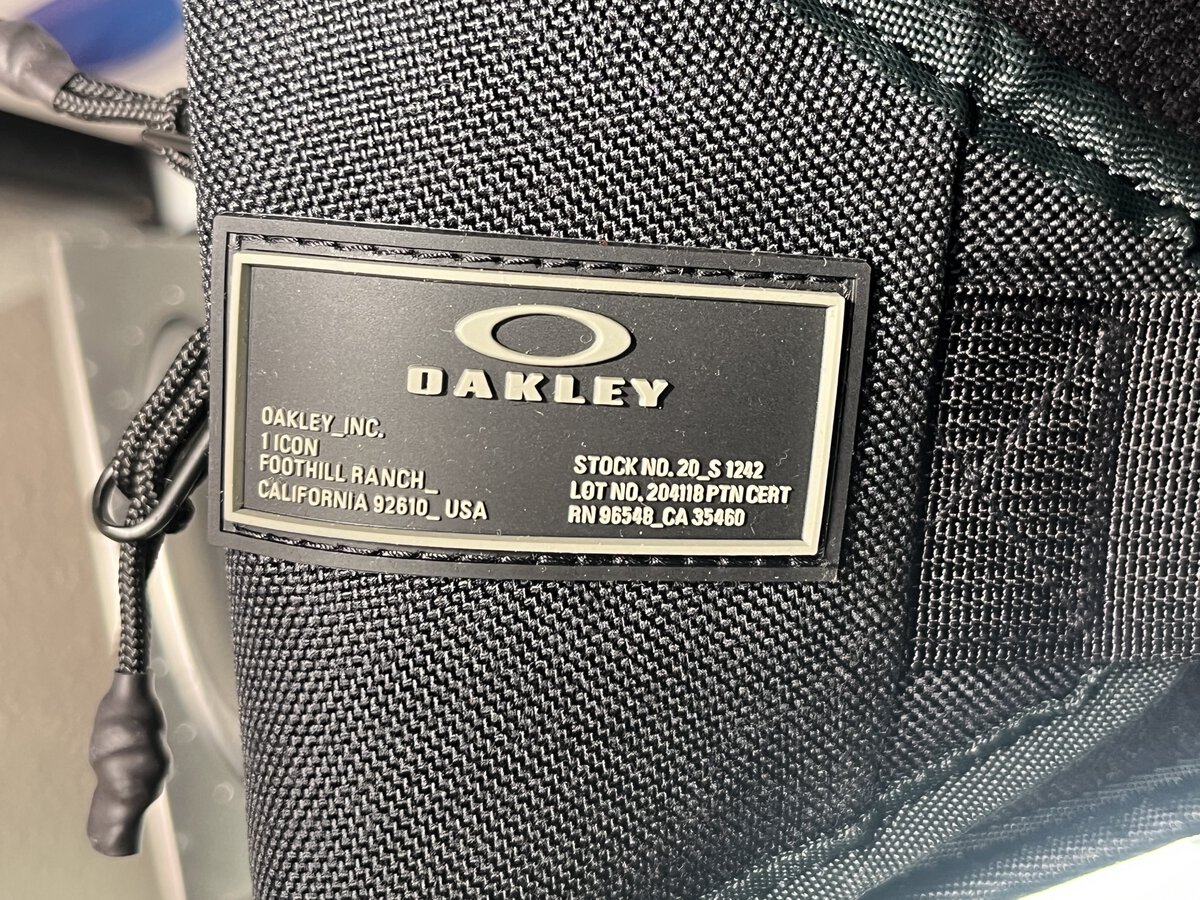 OAKLEY
OAKLEY_INC.
1 ICON
FOOTHILL RANCH_
CALIFORNIA 92610_ USA
STOCK NO. 20_S 1242
LOT NO. 204118 PTN CERT
RN 96548_CA 35460